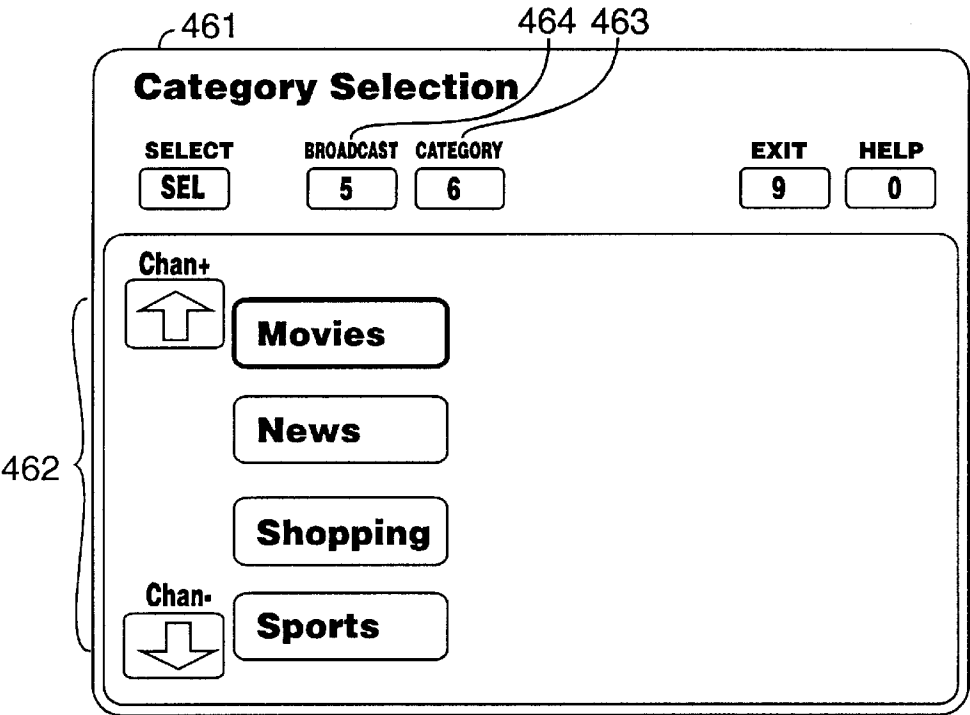 461
464 463
Category Selection
SELECT BROADCAST CATEGORY EXIT HELP
SEL 5 6 9 0
Chan+
Movies
News
462
Shopping
Chan-
Sports